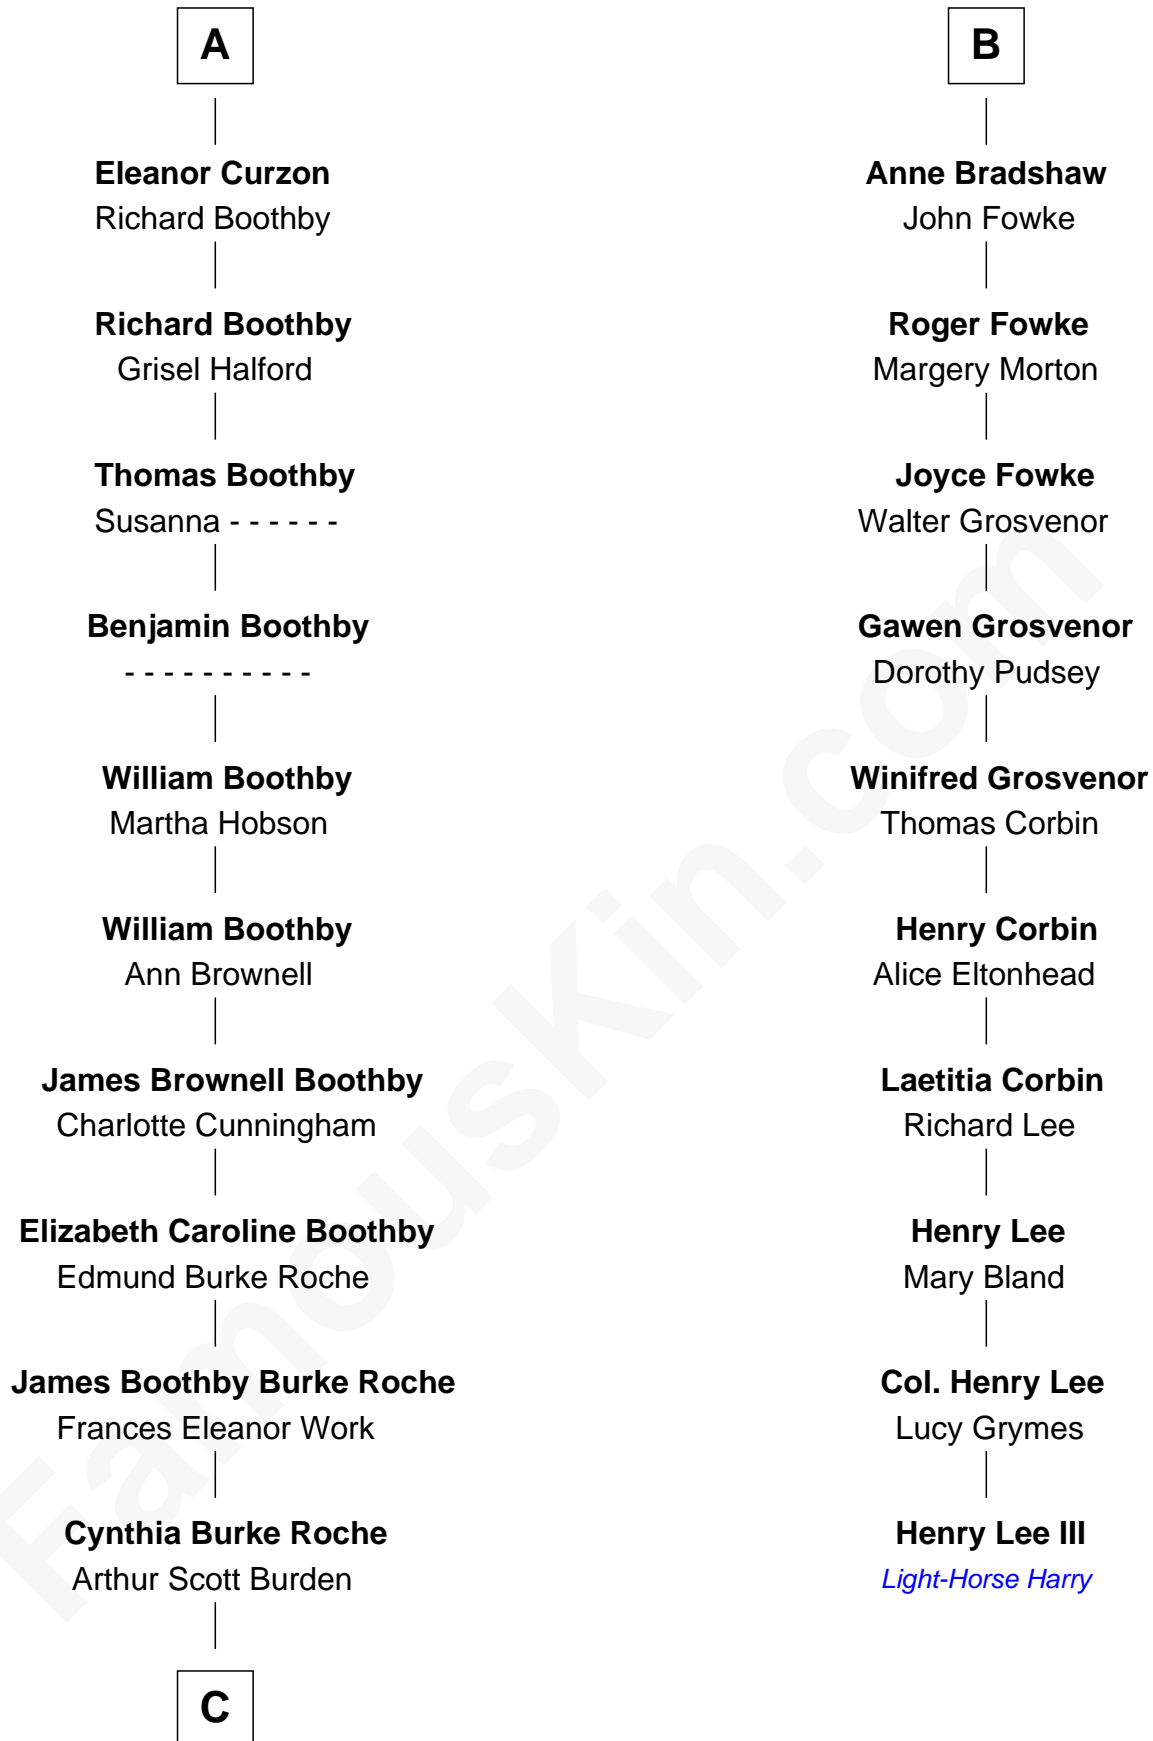 A
Eleanor Curzon
Richard Boothby
Richard Boothby
Grisel Halford
Thomas Boothby
Susanna - - - - - -
Benjamin Boothby
- - - - - - - - - -
William Boothby
Martha Hobson
William Boothby
Ann Brownell
James Brownell Boothby
Charlotte Cunningham
Elizabeth Caroline Boothby
Edmund Burke Roche
James Boothby Burke Roche
Frances Eleanor Work
Cynthia Burke Roche
Arthur Scott Burden
C
B
Anne Bradshaw
John Fowke
Roger Fowke
Margery Morton
Joyce Fowke
Walter Grosvenor
Gawen Grosvenor
Dorothy Pudsey
Winifred Grosvenor
Thomas Corbin
Henry Corbin
Alice Eltonhead
Laetitia Corbin
Richard Lee
Henry Lee
Mary Bland
Col. Henry Lee
Lucy Grymes
Henry Lee III
Light-Horse Harry
FamousKin.com